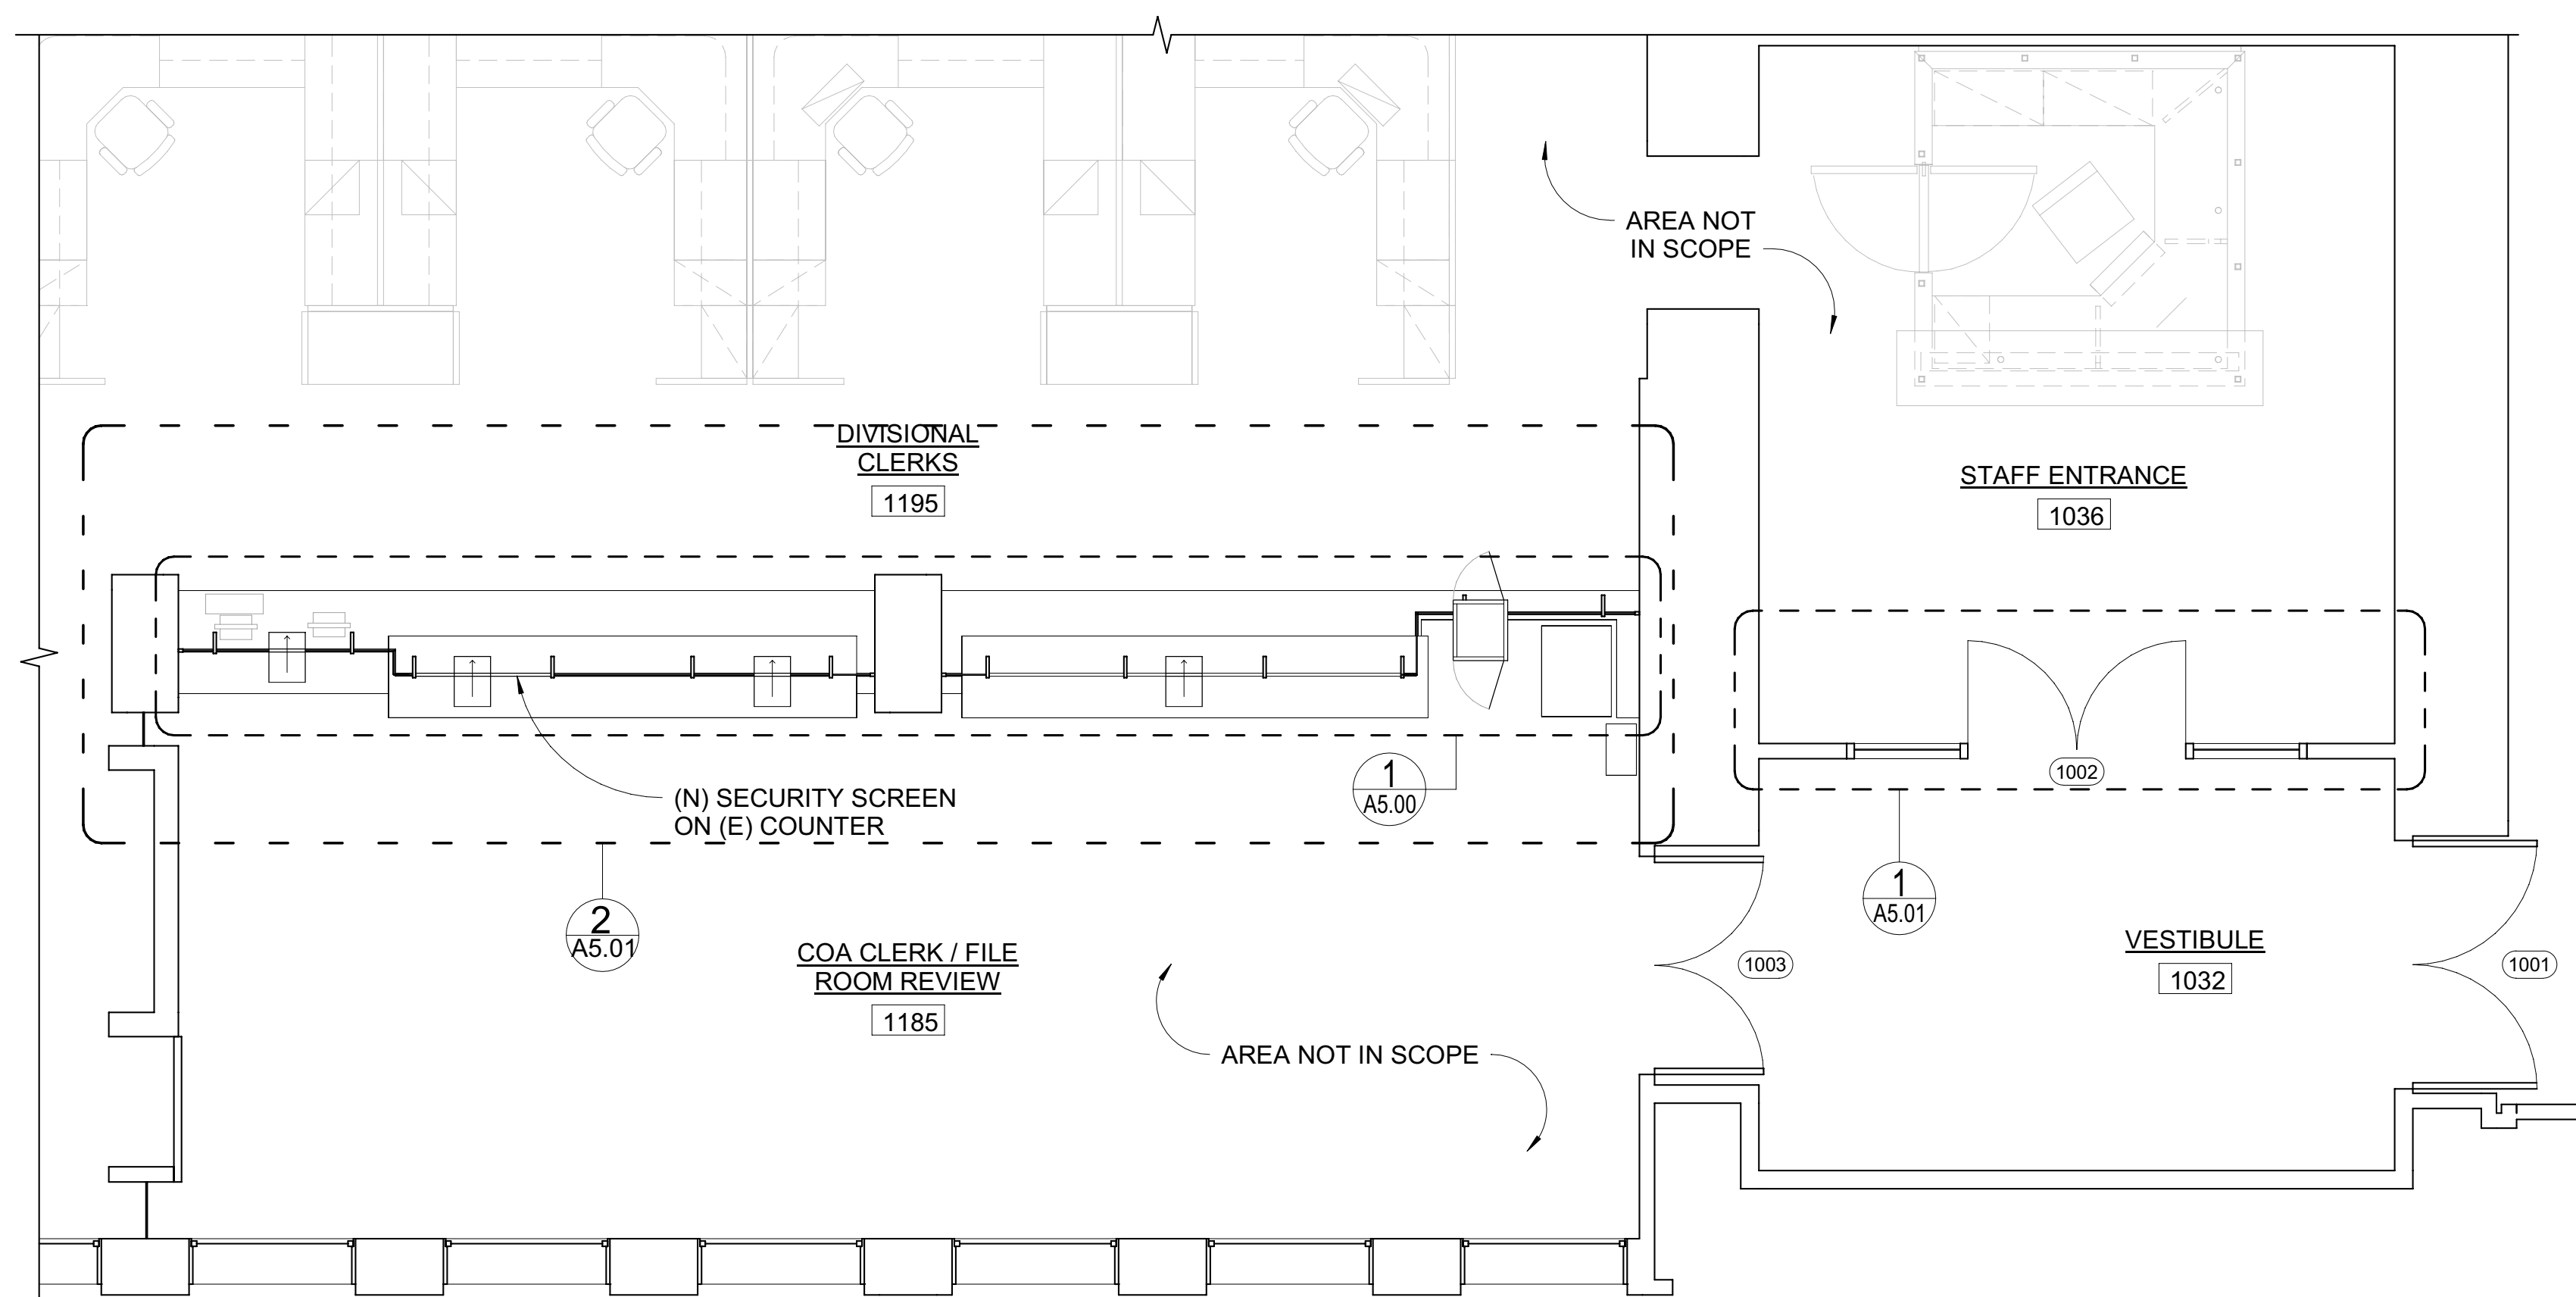 AREA NOT
IN SCOPE
DIVISIONAL
CLERKS
1195
STAFF ENTRANCE
1036
(N) SECURITY SCREEN
ON (E) COUNTER
1
A5.00
1002
2
A5.01
1
A5.01
COA CLERK / FILE
ROOM REVIEW
1185
1003
VESTIBULE
1032
1001
AREA NOT IN SCOPE